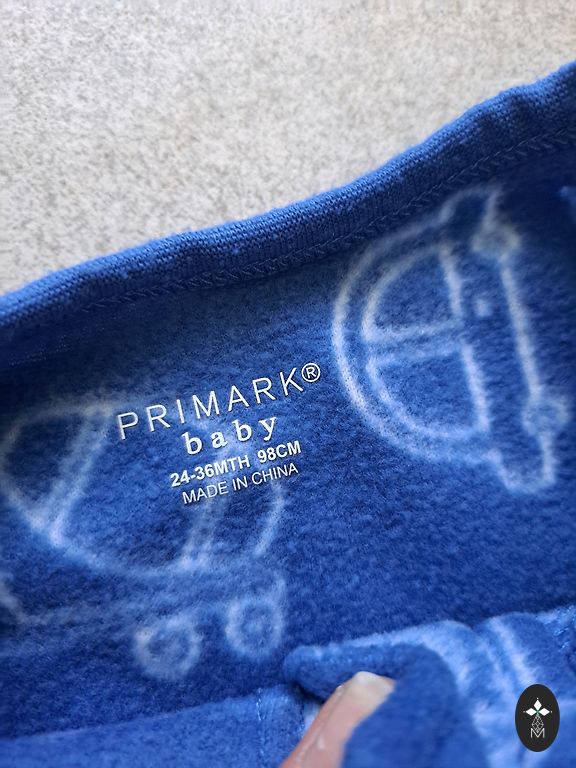 PRIMARK®
baby
24-36MTH 98CM
MADE IN CHINA